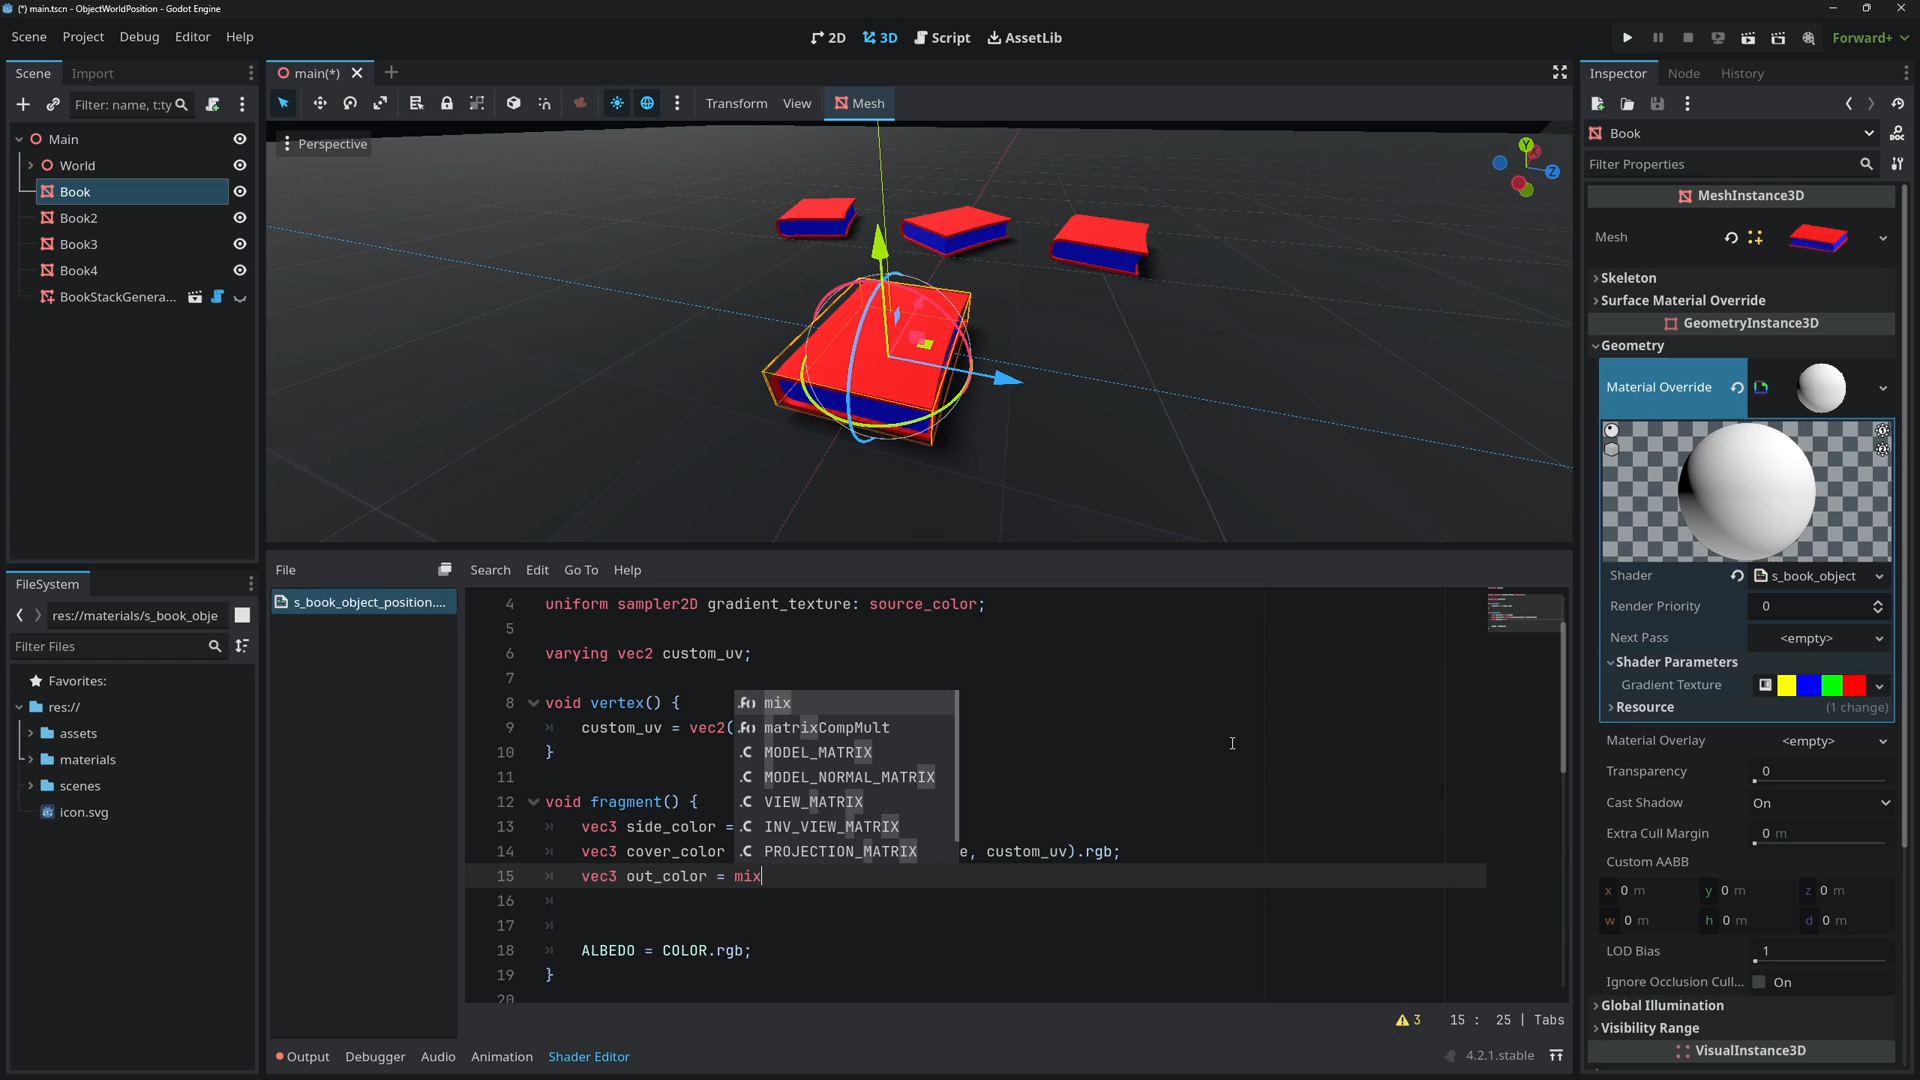 (*) main.tscn - ObjectWorldPosition - Godot Engine
Scene Project Debug Editor Help
2D 3D Script AssetLib
Forward+
Scene Import
main(*)
Inspector Node History
Filter: name, t:ty
Transform View Mesh
Main
World
Book
Book2
Book3
Book4
BookStackGenera...
Perspective
Y
X
Z
Book
Filter Properties
MeshInstance3D
Mesh
Skeleton
Surface Material Override
GeometryInstance3D
Geometry
Material Override
Shader s_book_object
Render Priority 0
Next Pass <empty>
Shader Parameters
Gradient Texture
Resource (1 change)
Material Overlay <empty>
Transparency 0
Cast Shadow On
Extra Cull Margin 0 m
Custom AABB
x 0 m y 0 m z 0 m
w 0 m h 0 m d 0 m
LOD Bias 1
Ignore Occlusion Cull... On
Global Illumination
Visibility Range
VisualInstance3D
FileSystem
res://materials/s_book_obje
Filter Files
Favorites:
res://
assets
materials
scenes
icon.svg
File Search Edit Go To Help
s_book_object_position....
4 uniform sampler2D gradient_texture: source_color;
5
6 varying vec2 custom_uv;
7
8 void vertex() {
9 custom_uv = vec2(
10 }
11
12 void fragment() {
13 vec3 side_color =
14 vec3 cover_color e, custom_uv).rgb;
15 vec3 out_color = mix
16
17
18 ALBEDO = COLOR.rgb;
19 }
20
mix
matrixCompMult
MODEL_MATRIX
MODEL_NORMAL_MATRIX
VIEW_MATRIX
INV_VIEW_MATRIX
PROJECTION_MATRIX
3 15 : 25 | Tabs
Output Debugger Audio Animation Shader Editor
4.2.1.stable